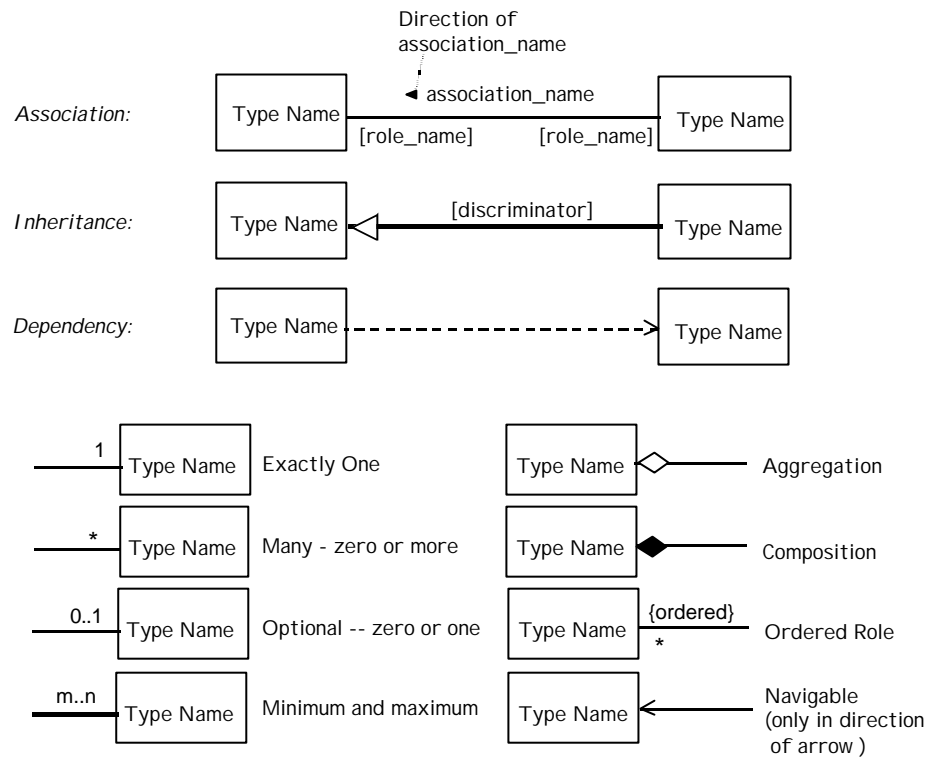 Direction of
association_name
Association:
Type Name
association_name
[role_name]
[role_name]
Type Name
Inheritance:
Type Name
[discriminator]
Type Name
Dependency:
Type Name
Type Name
1
Type Name
Exactly One
Type Name
Aggregation
*
Type Name
Many - zero or more
Type Name
Composition
0..1
Type Name
Optional -- zero or one
Type Name
{ordered}
*
Ordered Role
m..n
Type Name
Minimum and maximum
Type Name
Navigable
(only in direction
of arrow )